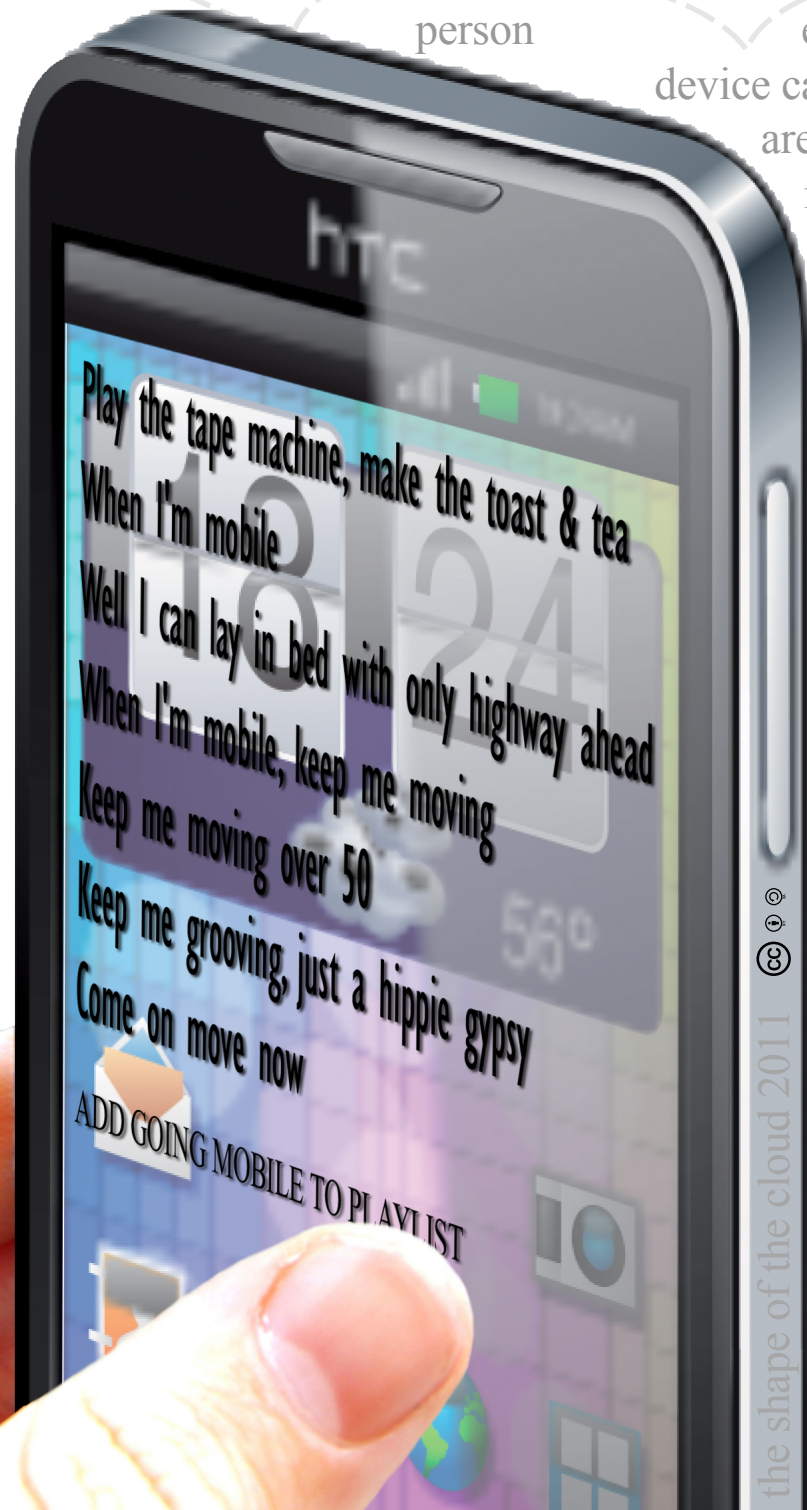 person
device
hTC
Play the tape machine, make the toast & tea
When I'm mobile
Well I can lay in bed with only highway ahead
When I'm mobile, keep me moving
Keep me moving over 50
Keep me grooving, just a hippie gypsy
Come on move now
18 24
56°
ADD GOING MOBILE TO PLAYLIST
the shape of the cloud 2011
cc